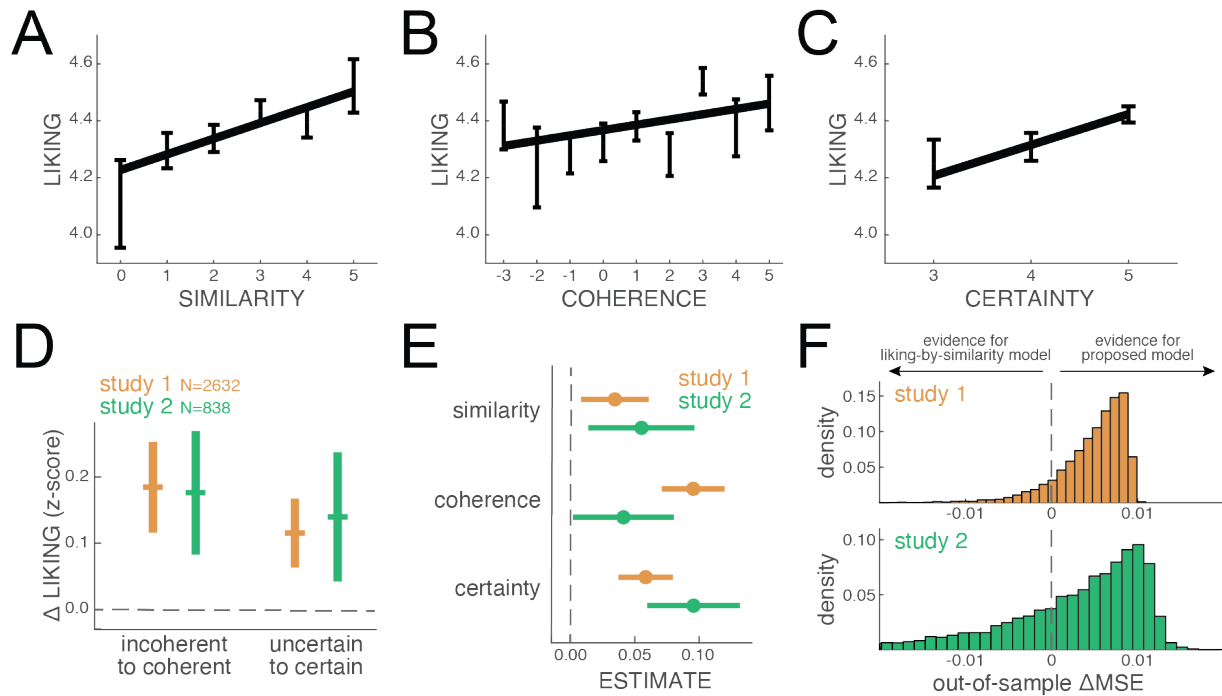 A
LIKING
4.6
4.4
4.2
4.0
0 1 2 3 4 5
SIMILARITY
B
LIKING
4.6
4.4
4.2
4.0
-3 -2 -1 0 1 2 3 4 5
COHERENCE
C
LIKING
4.6
4.4
4.2
4.0
3 4 5
CERTAINTY
D
study 1 N=2632
study 2 N=838
Δ LIKING (z-score)
0.2
0.1
0.0
incoherent
to coherent
uncertain
to certain
E
study 1
study 2
similarity
coherence
certainty
0.00 0.05 0.10
ESTIMATE
F
evidence for
liking-by-similarity model
evidence for
proposed model
study 1
density
0.15
0.10
0.05
-0.01 0 0.01
study 2
density
0.10
0.05
-0.01 0 0.01
out-of-sample ΔMSE